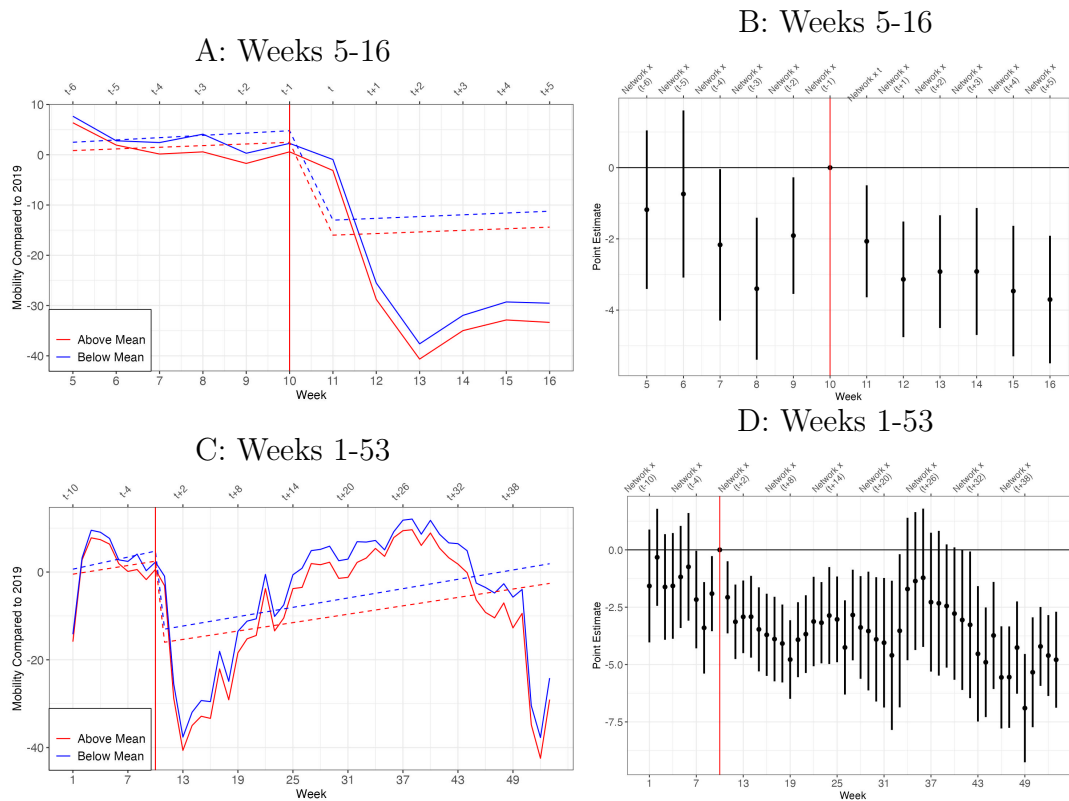 A: Weeks 5-16
t-6 t-5 t-4 t-3 t-2 t-1 t t+1 t+2 t+3 t+4 t+5
Mobility Compared to 2019
10
0
-10
-20
-30
-40
Above Mean
Below Mean
5 6 7 8 9 10 11 12 13 14 15 16
Week
B: Weeks 5-16
Network x (t-6)
Network x (t-5)
Network x (t-4)
Network x (t-3)
Network x (t-2)
Network x (t-1)
Network x t
Network x (t+1)
Network x (t+2)
Network x (t+3)
Network x (t+4)
Network x (t+5)
Point Estimate
0
-2
-4
5 6 7 8 9 10 11 12 13 14 15 16
Week
C: Weeks 1-53
t-10 t-4 t+2 t+8 t+14 t+20 t+26 t+32 t+38
Mobility Compared to 2019
0
-20
-40
Above Mean
Below Mean
1 7 13 19 25 31 37 43 49
Week
D: Weeks 1-53
Network x (t-10)
Network x (t-4)
Network x (t+2)
Network x (t+8)
Network x (t+14)
Network x (t+20)
Network x (t+26)
Network x (t+32)
Network x (t+38)
Point Estimate
0.0
-2.5
-5.0
-7.5
1 7 13 19 25 31 37 43 49
Week